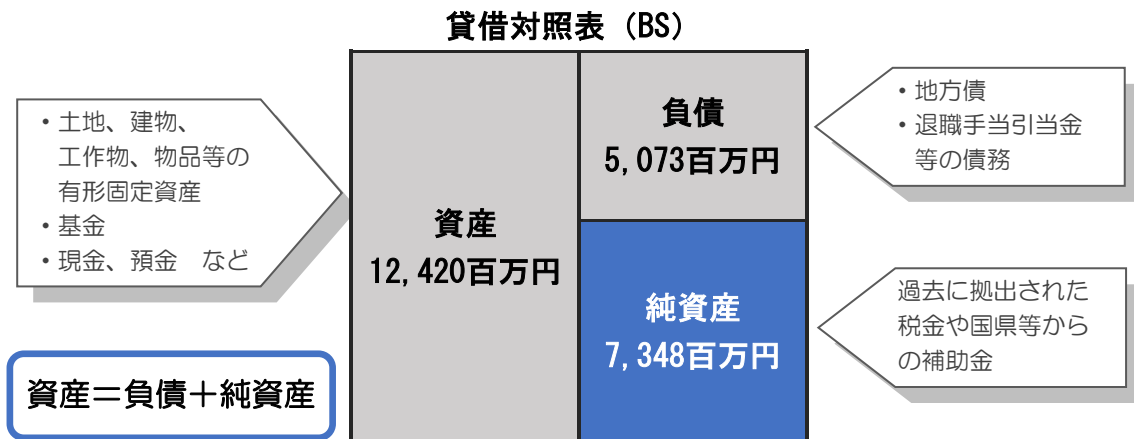 貸借対照表（BS）
・土地、建物、
工作物、物品等の
有形固定資産
・基金
・現金、預金　など
資産
12,420百万円
負債
5,073百万円
純資産
7,348百万円
・地方債
・退職手当引当金
等の債務
過去に拠出された
税金や国県等から
の補助金
資産＝負債＋純資産